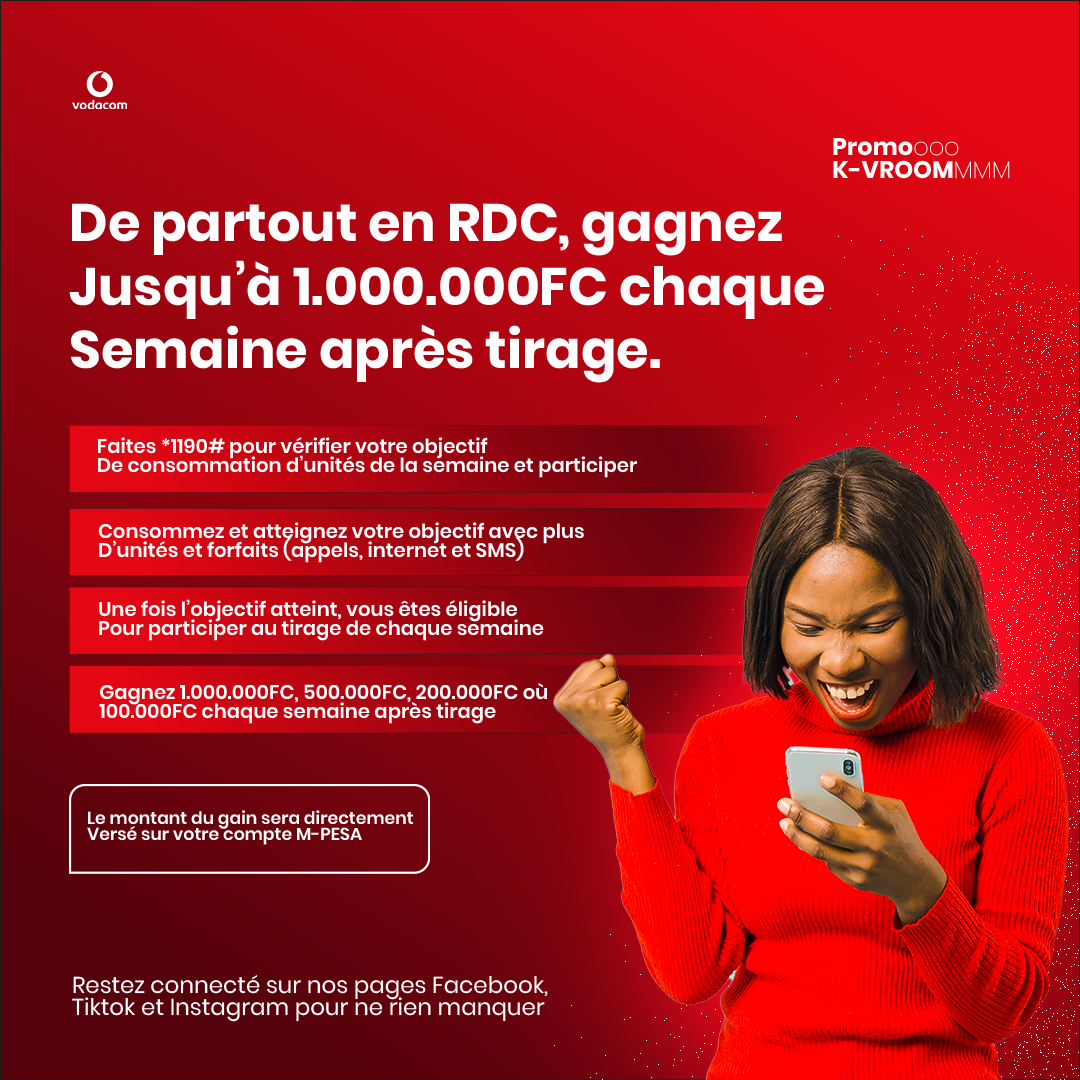 vodacom
Promoooo
K-VROOMMMM
De partout en RDC, gagnez
Jusqu'à 1.000.000FC chaque
Semaine après tirage.
Faites *1190# pour vérifier votre objectif
De consommation d'unités de la semaine et participer
Consommez et atteignez votre objectif avec plus
D'unités et forfaits (appels, internet et SMS)
Une fois l'objectif atteint, vous êtes éligible
Pour participer au tirage de chaque semaine
Gagnez 1.000.000FC, 500.000FC, 200.000FC où
100.000FC chaque semaine après tirage
Le montant du gain sera directement
Versé sur votre compte M-PESA
Restez connecté sur nos pages Facebook,
Tiktok et Instagram pour ne rien manquer